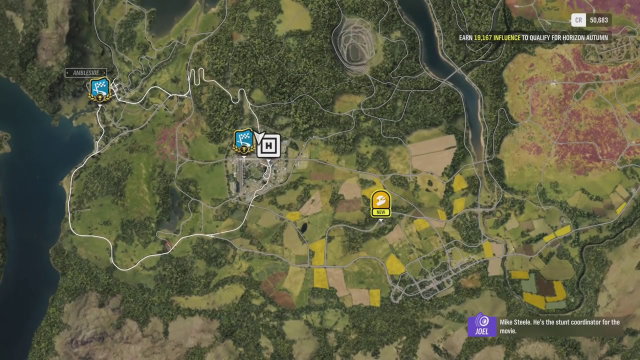 CR 50,603
EARN 19,167 INFLUENCE TO QUALIFY FOR HORIZON AUTUMN
AMBLESIDE
H
NEW
Mike Steele. He's the stunt coordinator for the
movie.
JOEL